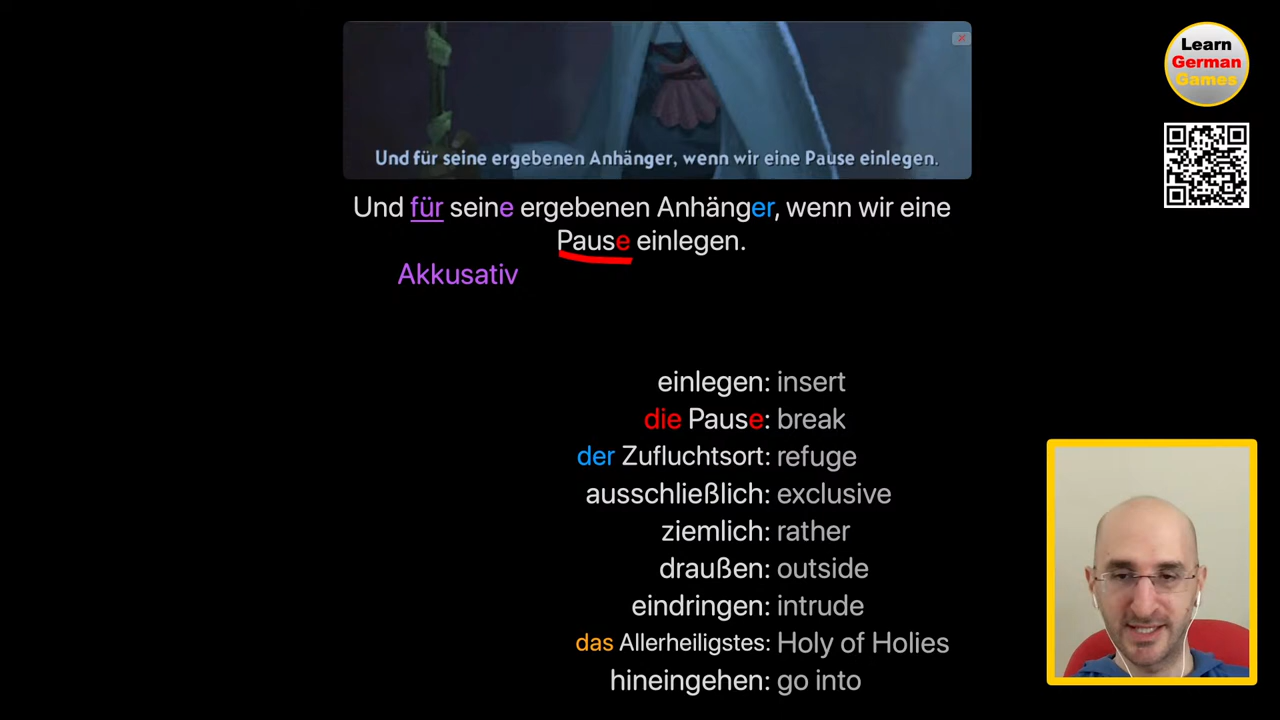 Learn
German
Games
Und für seine ergebenen Anhänger, wenn wir eine Pause einlegen.
Und für seine ergebenen Anhänger, wenn wir eine
Pause einlegen.
Akkusativ
einlegen: insert
die Pause: break
der Zufluchtsort: refuge
ausschließlich: exclusive
ziemlich: rather
draußen: outside
eindringen: intrude
das Allerheiligstes: Holy of Holies
hineingehen: go into